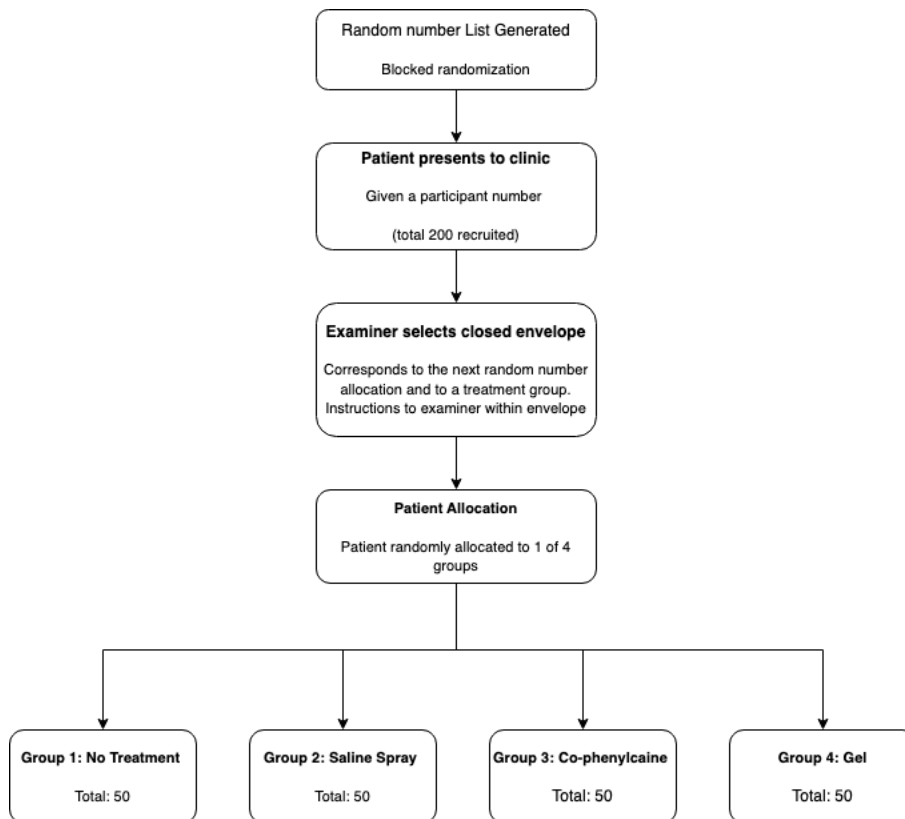 Random number List Generated
Blocked randomization
Patient presents to clinic
Given a participant number
(total 200 recruited)
Examiner selects closed envelope
Corresponds to the next random number
allocation and to a treatment group.
Instructions to examiner within envelope
Patient Allocation
Patient randomly allocated to 1 of 4
groups
Group 1: No Treatment
Total: 50
Group 2: Saline Spray
Total: 50
Group 3: Co-phenylcaine
Total: 50
Group 4: Gel
Total: 50